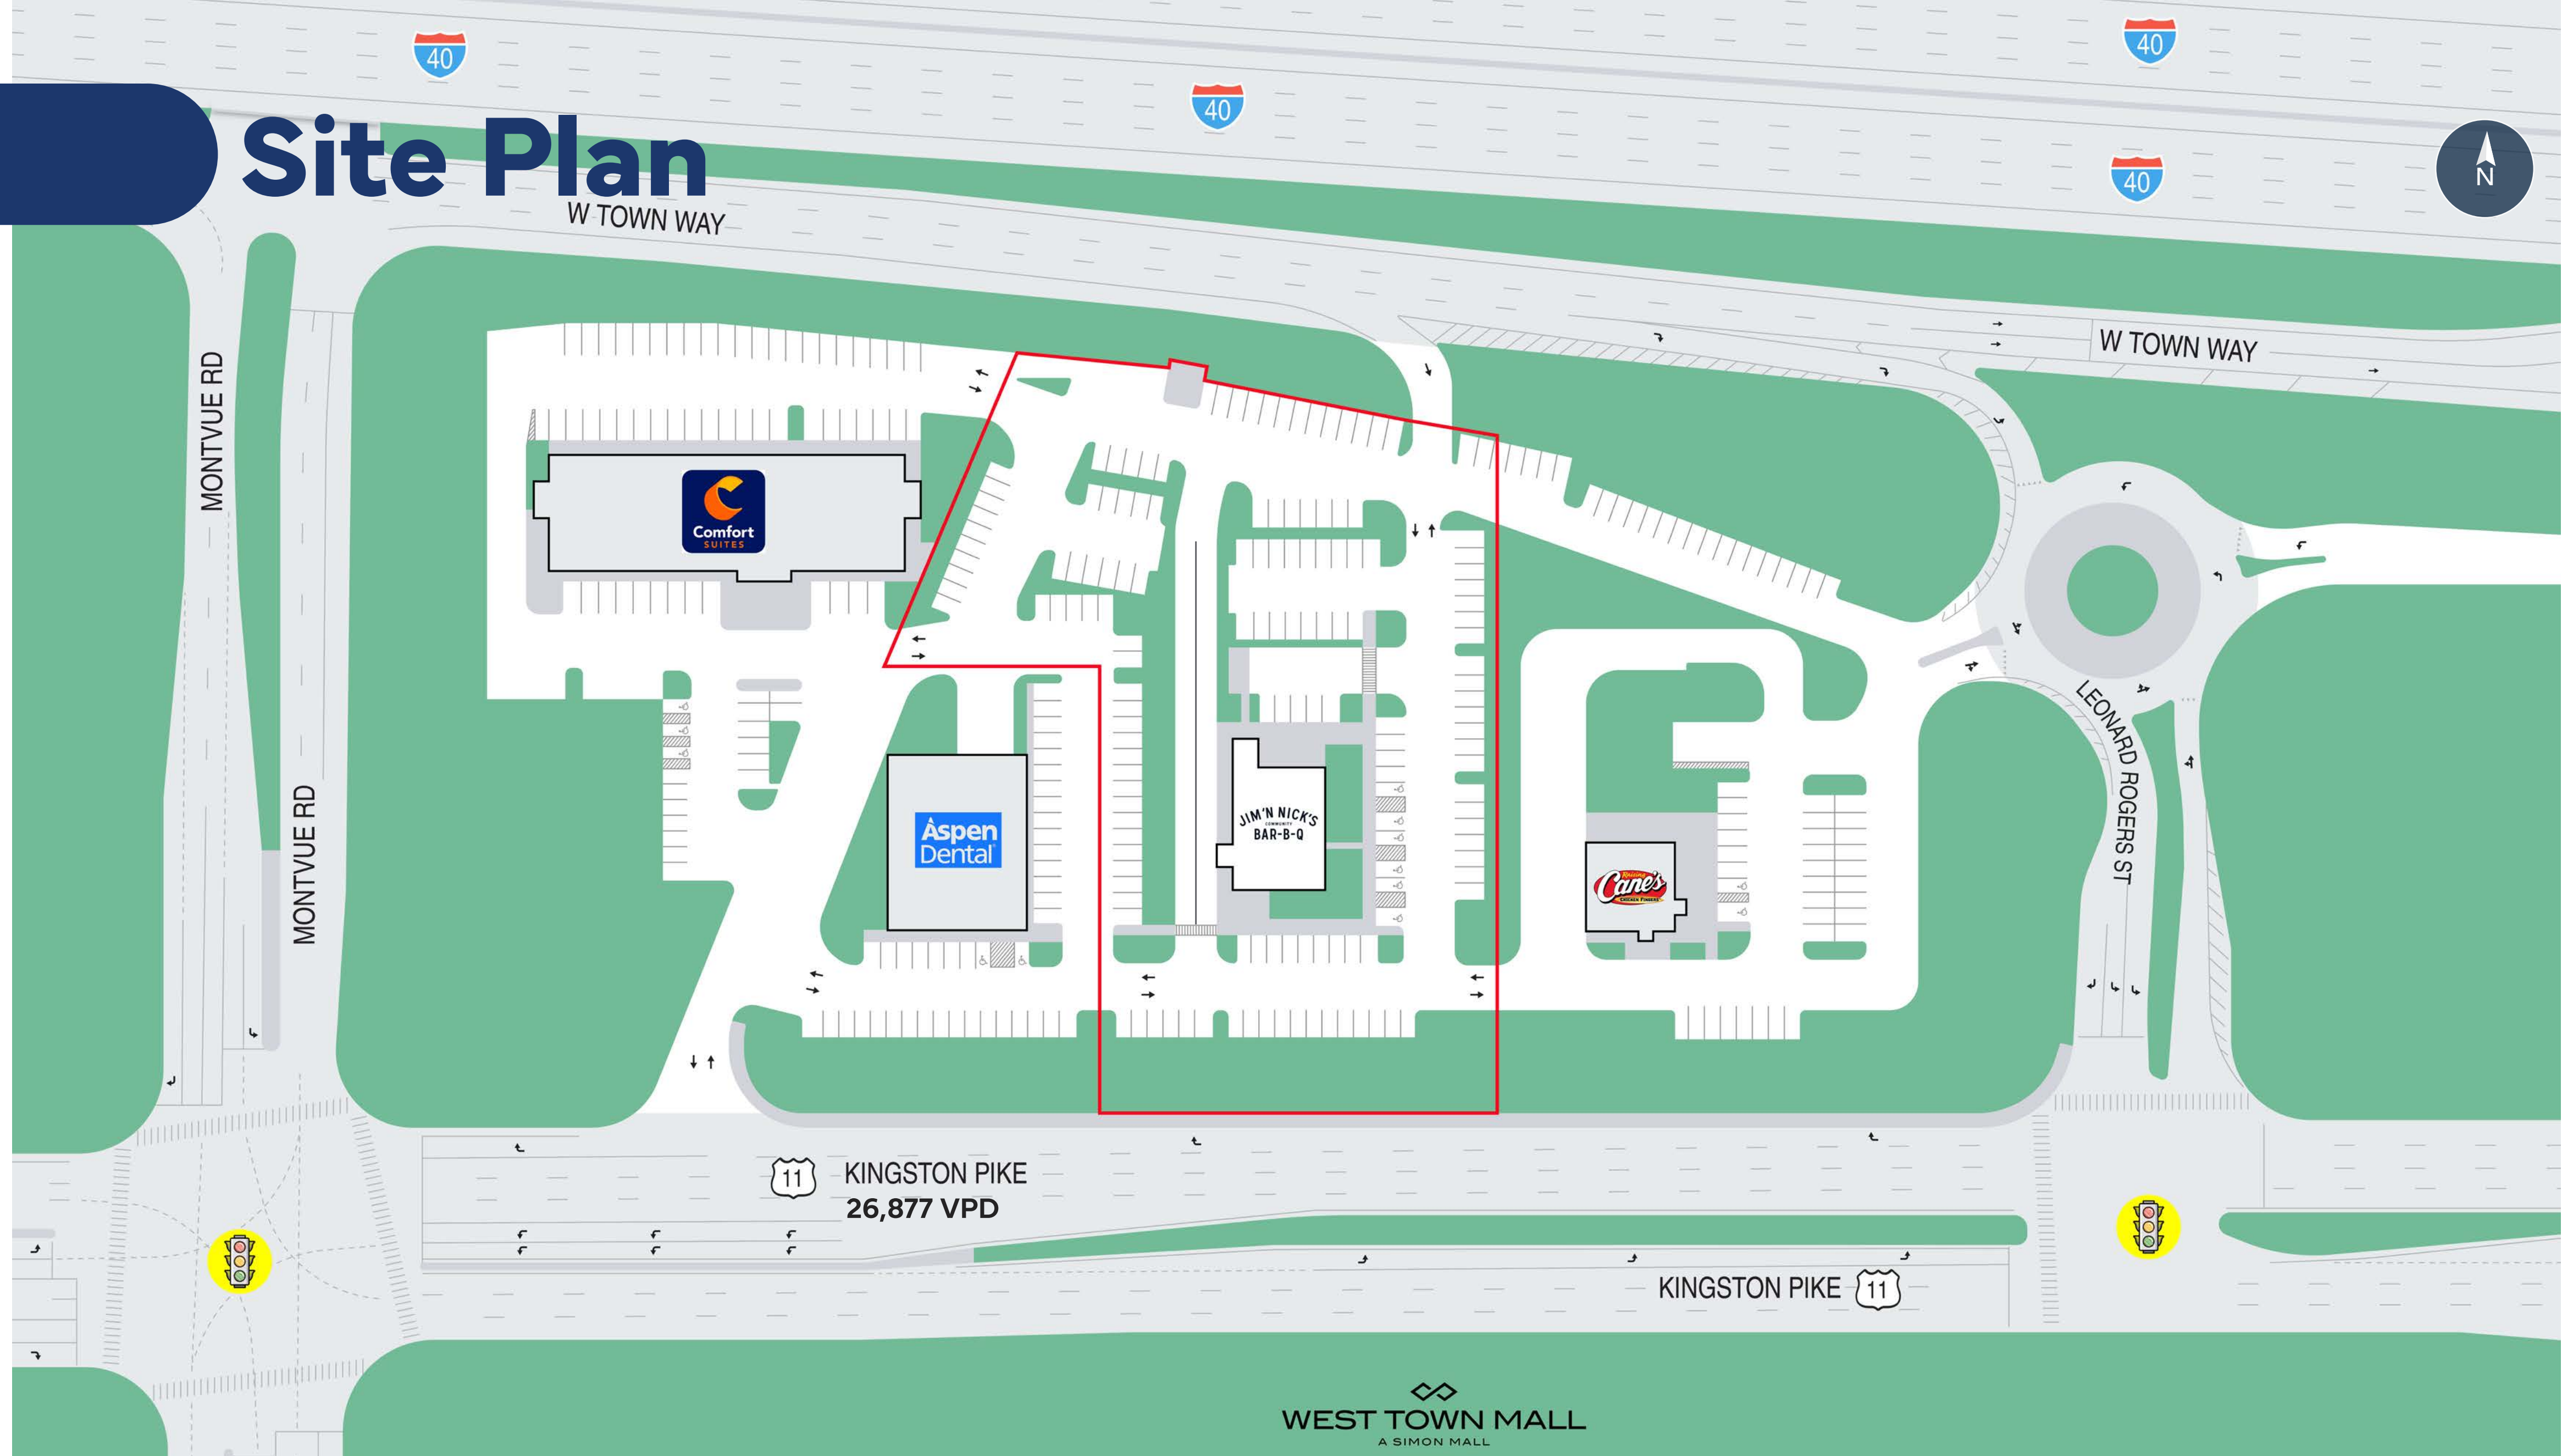 40
40
40
40
Site Plan
N
W TOWN WAY
W TOWN WAY
MONTVUE RD
MONTVUE RD
Comfort
SUITES
Aspen
Dental
JIM'N NICK'S
COMMUNITY
BAR-B-Q
Raising
Cane's
CHICKEN FINGERS
LEONARD ROGERS ST
11
KINGSTON PIKE
26,877 VPD
KINGSTON PIKE
11
WEST TOWN MALL
A SIMON MALL